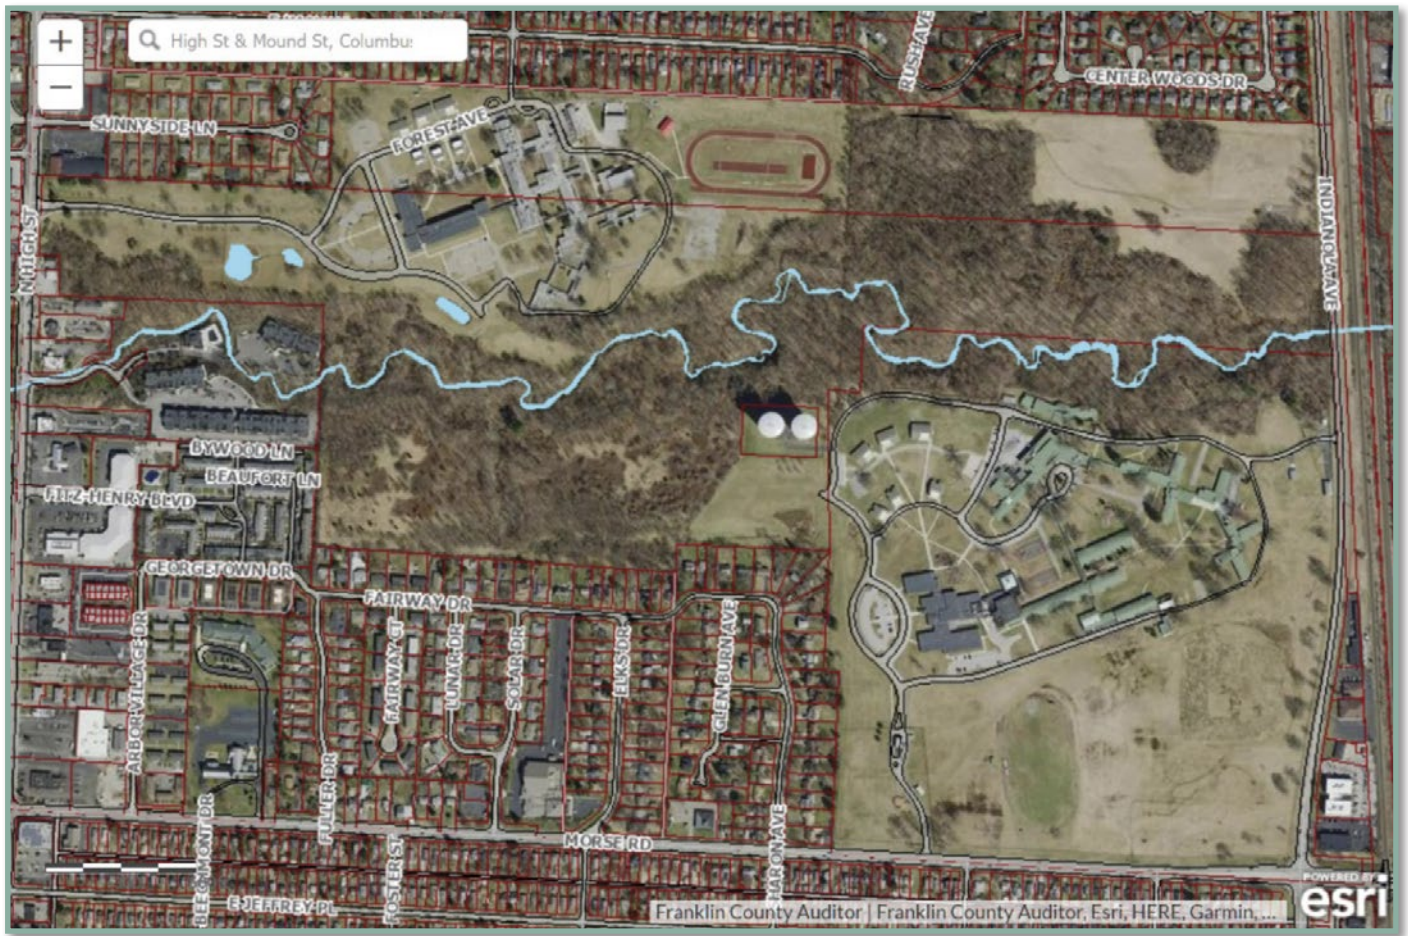 +
High St & Mound St, Columbus
−
RUSH AVE
CENTER WOODS DR
SUNNYSIDE LN
FOREST AVE
N HIGH ST
INDIANOLA AVE
BYWOOD LN
BEAUFORT LN
FITZ-HENRY BLVD
GEORGETOWN DR
FAIRWAY DR
ARBOR VILLAGE DR
FAIRWAY CT
LUNAR DR
SOLAR DR
ELKS DR
GLENBURN AVE
FULLER DR
BEECHMONT DR
FOSTER ST
MORSE RD
SHARON AVE
E JEFFREY PL
POWERED BY
esri
Franklin County Auditor | Franklin County Auditor, Esri, HERE, Garmin, ...